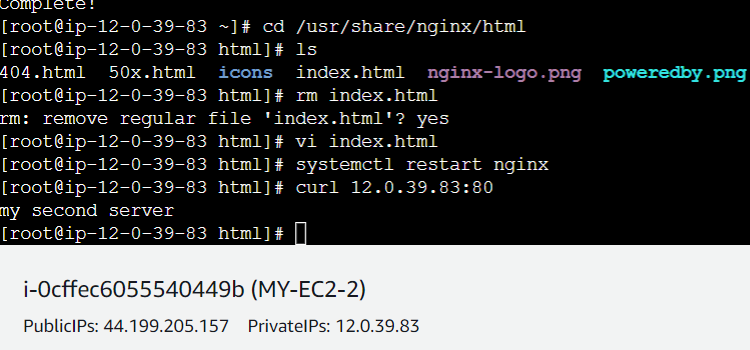 Complete!
[root@ip-12-0-39-83 ~]# cd /usr/share/nginx/html
[root@ip-12-0-39-83 html]# ls
404.html  50x.html  icons  index.html  nginx-logo.png  poweredby.png
[root@ip-12-0-39-83 html]# rm index.html
rm: remove regular file 'index.html'? yes
[root@ip-12-0-39-83 html]# vi index.html
[root@ip-12-0-39-83 html]# systemctl restart nginx
[root@ip-12-0-39-83 html]# curl 12.0.39.83:80
my second server
[root@ip-12-0-39-83 html]#
i-0cffec6055540449b (MY-EC2-2)
PublicIPs: 44.199.205.157 PrivateIPs: 12.0.39.83